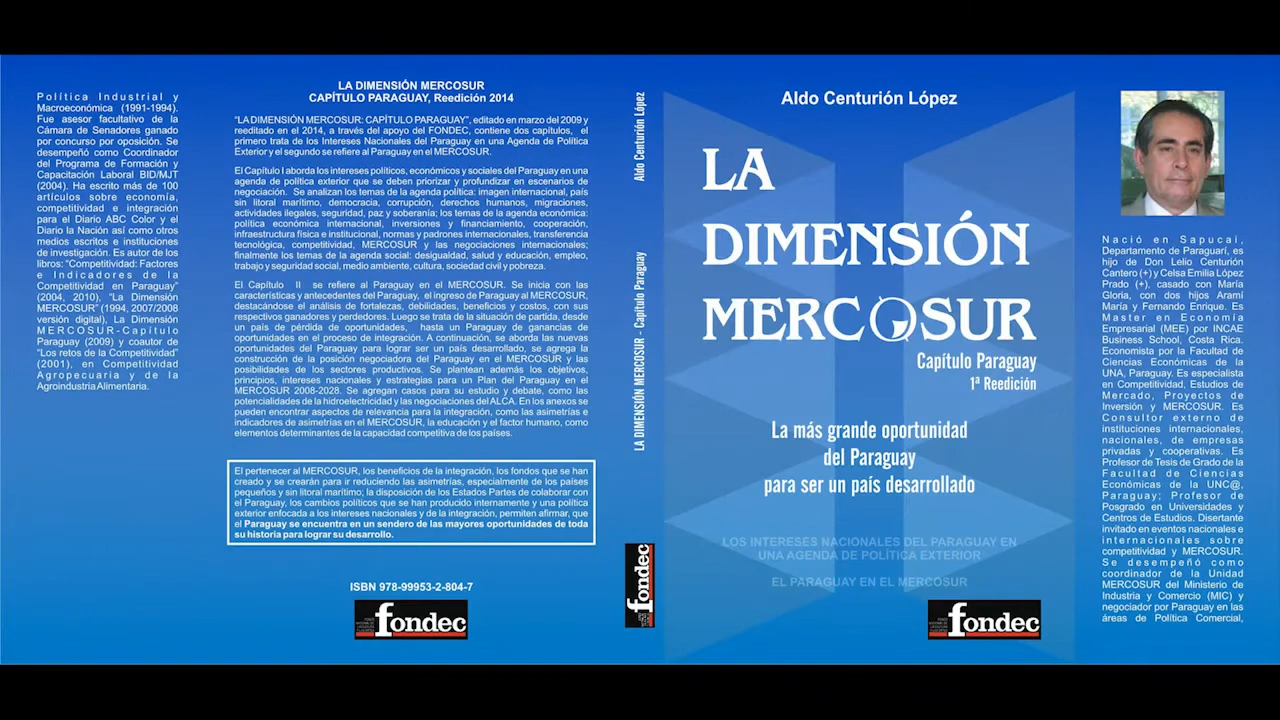 Política Industrial y
Macroeconómica (1991-1994).
Fue asesor facultativo de la
Cámara de Senadores ganado
por concurso por oposición. Se
desempeñó como Coordinador
del Programa de Formación y
Capacitación Laboral BID/MJT
(2004). Ha escrito más de 100
artículos sobre economía,
competitividad e integración
para el Diario ABC Color y el
Diario la Nación así como otros
medios escritos e instituciones
de investigación. Es autor de los
libros: "Competitividad: Factores
e Indicadores de la
Competitividad en Paraguay"
(2004, 2010), "La Dimensión
MERCOSUR" (1994, 2007/2008
versión digital), La Dimensión
MERCOSUR-Capítulo
Paraguay (2009) y coautor de
"Los retos de la Competitividad"
(2001), en Competitividad
Agropecuaria y de la
Agroindustria Alimentaria.
LA DIMENSIÓN MERCOSUR
CAPÍTULO PARAGUAY, Reedición 2014
"LA DIMENSIÓN MERCOSUR: CAPÍTULO PARAGUAY", editado en marzo del 2009 y
reeditado en el 2014, a través del apoyo del FONDEC, contiene dos capítulos, el
primero trata de los Intereses Nacionales del Paraguay en una Agenda de Política
Exterior y el segundo se refiere al Paraguay en el MERCOSUR.
El Capítulo I aborda los intereses políticos, económicos y sociales del Paraguay en una
agenda de política exterior que se deben priorizar y profundizar en escenarios de
negociación. Se analizan los temas de la agenda política: imagen internacional, país
sin litoral marítimo, democracia, corrupción, derechos humanos, migraciones,
actividades ilegales, seguridad, paz y soberanía; los temas de la agenda económica:
política económica internacional, inversiones y financiamiento, cooperación,
infraestructura física e institucional, normas y padrones internacionales, transferencia
tecnológica, competitividad, MERCOSUR y las negociaciones internacionales;
finalmente los temas de la agenda social: desigualdad, salud y educación, empleo,
trabajo y seguridad social, medio ambiente, cultura, sociedad civil y pobreza.
El Capítulo II se refiere al Paraguay en el MERCOSUR. Se inicia con las
características y antecedentes del Paraguay, el ingreso de Paraguay al MERCOSUR,
destacándose el análisis de fortalezas, debilidades, beneficios y costos, con sus
respectivos ganadores y perdedores. Luego se trata de la situación de partida, desde
un país de pérdida de oportunidades, hasta un Paraguay de ganancias de
oportunidades en el proceso de integración. A continuación, se aborda las nuevas
oportunidades del Paraguay para lograr ser un país desarrollado, se agrega la
construcción de la posición negociadora del Paraguay en el MERCOSUR y las
posibilidades de los sectores productivos. Se plantean además los objetivos,
principios, intereses nacionales y estrategias para un Plan del Paraguay en el
MERCOSUR 2008-2028. Se agregan casos para su estudio y debate, como las
potencialidades de la hidroelectricidad y las negociaciones del ALCA. En los anexos se
pueden encontrar aspectos de relevancia para la integración, como las asimetrías e
indicadores de asimetrías en el MERCOSUR, la educación y el factor humano, como
elementos determinantes de la capacidad competitiva de los países.
El pertenecer al MERCOSUR, los beneficios de la integración, los fondos que se han
creado y se crearán para ir reduciendo las asimetrías, especialmente de los países
pequeños y sin litoral marítimo, la disposición de los Estados Partes de colaborar con
el Paraguay, los cambios políticos que se han producido internamente y una política
exterior enfocada a los intereses nacionales y de la integración, permiten afirmar, que
el Paraguay se encuentra en un sendero de las mayores oportunidades de toda
su historia para lograr su desarrollo.
ISBN 978-99953-2-804-7
fondec
Aldo Centurión López
LA DIMENSIÓN MERCOSUR - Capítulo Paraguay
fondec
Aldo Centurión López
LA
DIMENSIÓN
MERCOSUR
Capítulo Paraguay
1ª Reedición
La más grande oportunidad
del Paraguay
para ser un país desarrollado
LOS INTERESES NACIONALES DEL PARAGUAY EN
UNA AGENDA DE POLÍTICA EXTERIOR
EL PARAGUAY EN EL MERCOSUR
fondec
Nació en Sapucai,
Departamento de Paraguarí, es
hijo de Don Lelio Centurión
Cantero (+) y Celsa Emilia López
Prado (+), casado con María
Gloria, con dos hijos Aramí
María y Fernando Enrique. Es
Master en Economía
Empresarial (MEE) por INCAE
Business School, Costa Rica.
Economista por la Facultad de
Ciencias Económicas de la
UNA, Paraguay. Es especialista
en Competitividad, Estudios de
Mercado, Proyectos de
Inversión y MERCOSUR. Es
Consultor externo de
instituciones internacionales,
nacionales, de empresas
privadas y cooperativas. Es
Profesor de Tesis de Grado de la
Facultad de Ciencias
Económicas de la UNC@,
Paraguay; Profesor de
Posgrado en Universidades y
Centros de Estudios. Disertante
invitado en eventos nacionales e
internacionales sobre
competitividad y MERCOSUR.
Se desempeñó como
coordinador de la Unidad
MERCOSUR del Ministerio de
Industria y Comercio (MIC) y
negociador por Paraguay en las
áreas de Política Comercial,